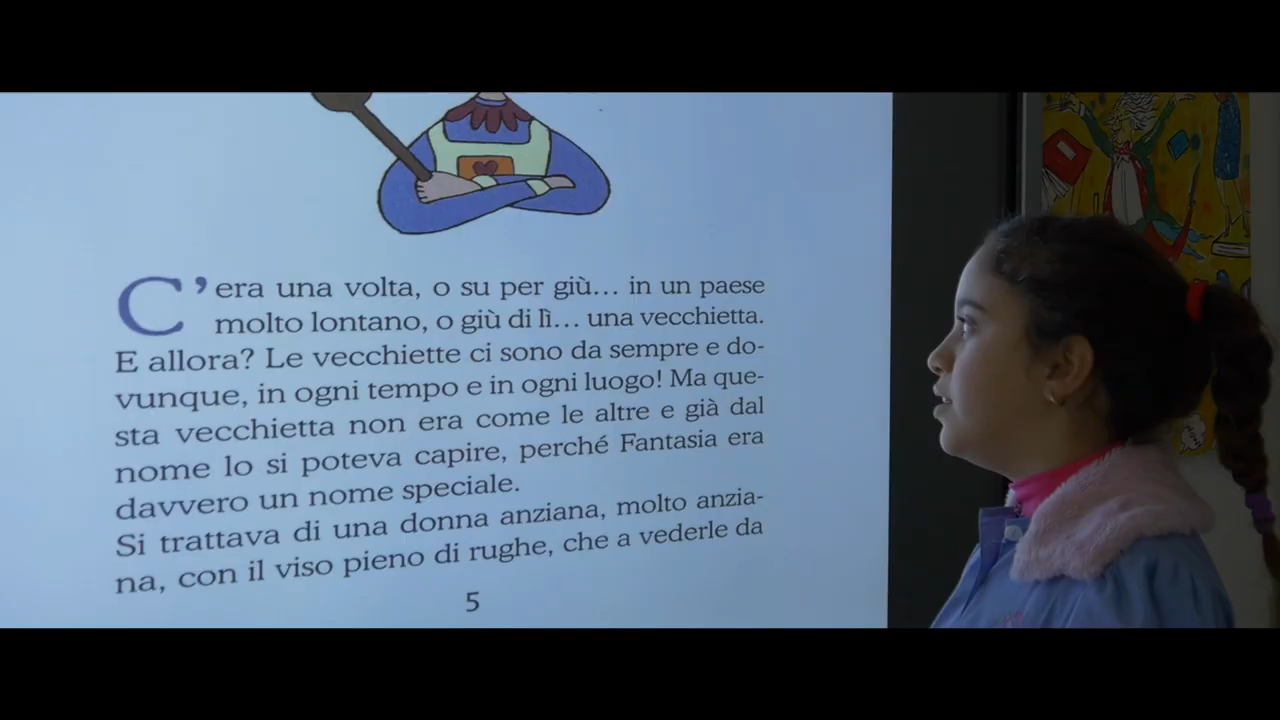 C'era una volta, o su per giù... in un paese
molto lontano, o giù di lì... una vecchietta.
E allora? Le vecchiette ci sono da sempre e do-
vunque, in ogni tempo e in ogni luogo! Ma que-
sta vecchietta non era come le altre e già dal
nome lo si poteva capire, perché Fantasia era
davvero un nome speciale.
Si trattava di una donna anziana, molto anzia-
na, con il viso pieno di rughe, che a vederle da
5